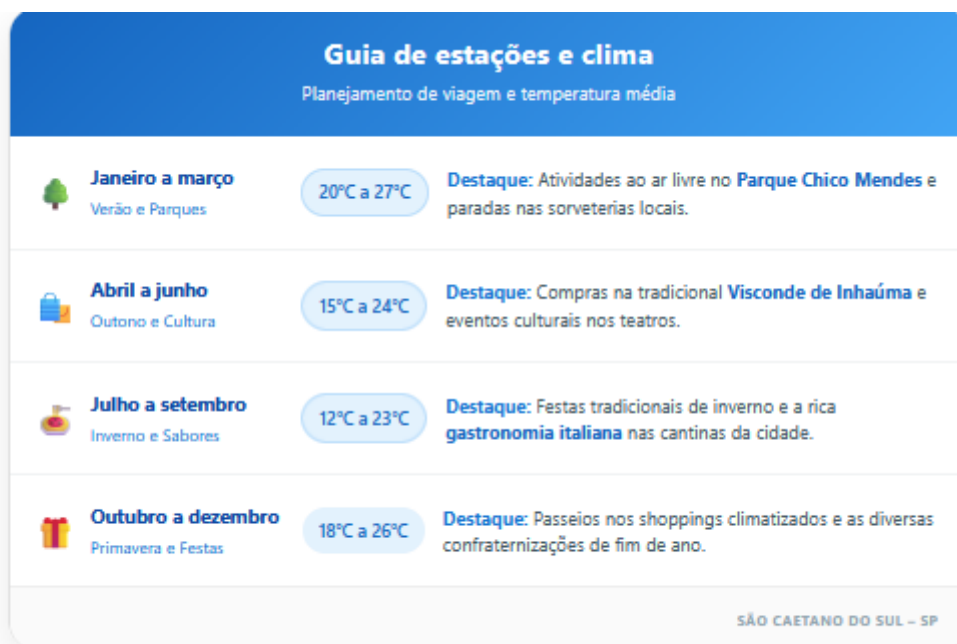 Guia de estações e clima
Planejamento de viagem e temperatura média
Janeiro a março
Verão e Parques
20°C a 27°C
Destaque: Atividades ao ar livre no Parque Chico Mendes e
paradas nas sorveterias locais.
Abril a junho
Outono e Cultura
15°C a 24°C
Destaque: Compras na tradicional Visconde de Inhaúma e
eventos culturais nos teatros.
Julho a setembro
Inverno e Sabores
12°C a 23°C
Destaque: Festas tradicionais de inverno e a rica
gastronomia italiana nas cantinas da cidade.
Outubro a dezembro
Primavera e Festas
18°C a 26°C
Destaque: Passeios nos shoppings climatizados e as diversas
confraternizações de fim de ano.
SÃO CAETANO DO SUL – SP